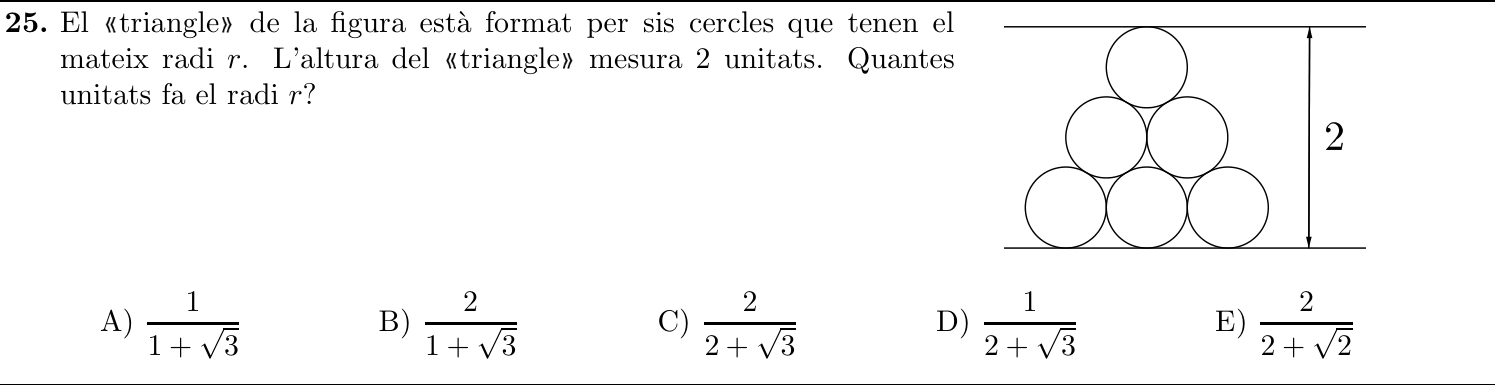 25. El «triangle» de la figura està format per sis cercles que tenen el
mateix radi r. L'altura del «triangle» mesura 2 unitats. Quantes
unitats fa el radi r?
2
A) \frac{1}{1+\sqrt{3}} B) \frac{2}{1+\sqrt{3}} C) \frac{2}{2+\sqrt{3}} D) \frac{1}{2+\sqrt{3}} E) \frac{2}{2+\sqrt{2}}